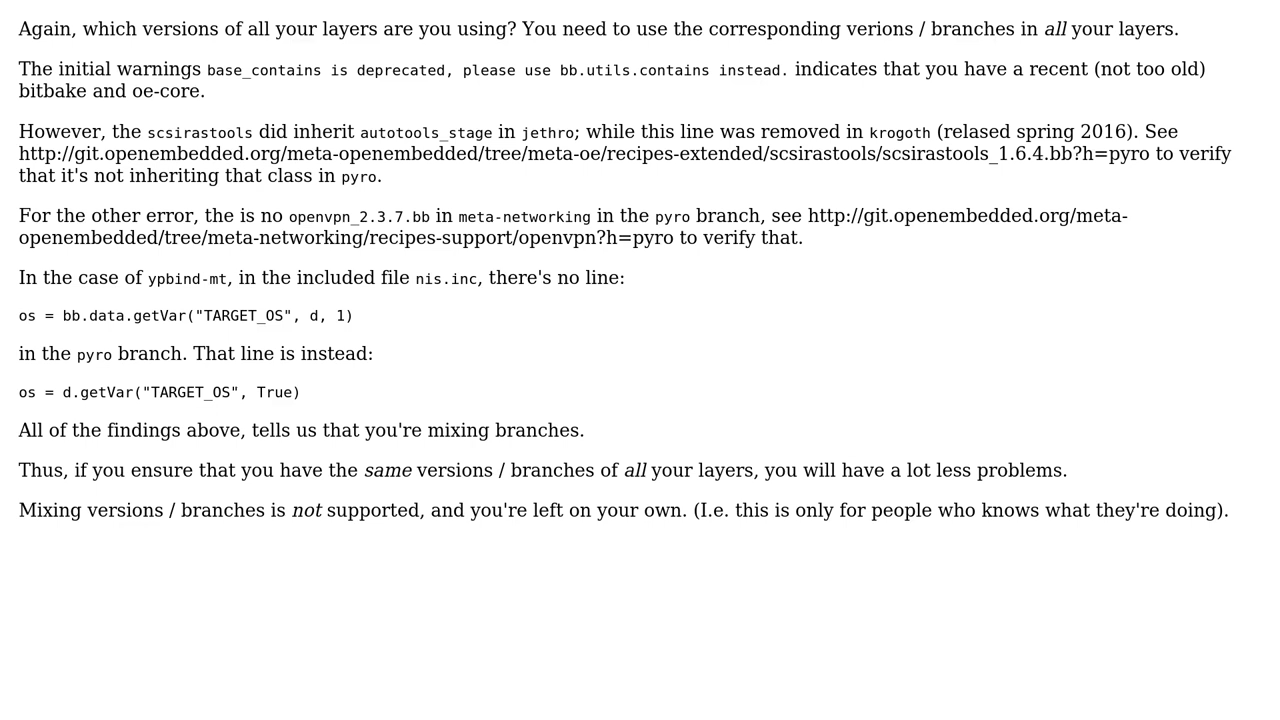 Again, which versions of all your layers are you using? You need to use the corresponding verions / branches in all your layers.
The initial warnings base_contains is deprecated, please use bb.utils.contains instead. indicates that you have a recent (not too old)
bitbake and oe-core.
However, the scsirastools did inherit autotools_stage in jethro; while this line was removed in krogoth (relased spring 2016). See
http://git.openembedded.org/meta-openembedded/tree/meta-oe/recipes-extended/scsirastools/scsirastools_1.6.4.bb?h=pyro to verify
that it's not inheriting that class in pyro.
For the other error, the is no openvpn_2.3.7.bb in meta-networking in the pyro branch, see http://git.openembedded.org/meta-
openembedded/tree/meta-networking/recipes-support/openvpn?h=pyro to verify that.
In the case of ypbind-mt, in the included file nis.inc, there's no line:
os = bb.data.getVar("TARGET_OS", d, 1)
in the pyro branch. That line is instead:
os = d.getVar("TARGET_OS", True)
All of the findings above, tells us that you're mixing branches.
Thus, if you ensure that you have the same versions / branches of all your layers, you will have a lot less problems.
Mixing versions / branches is not supported, and you're left on your own. (I.e. this is only for people who knows what they're doing).